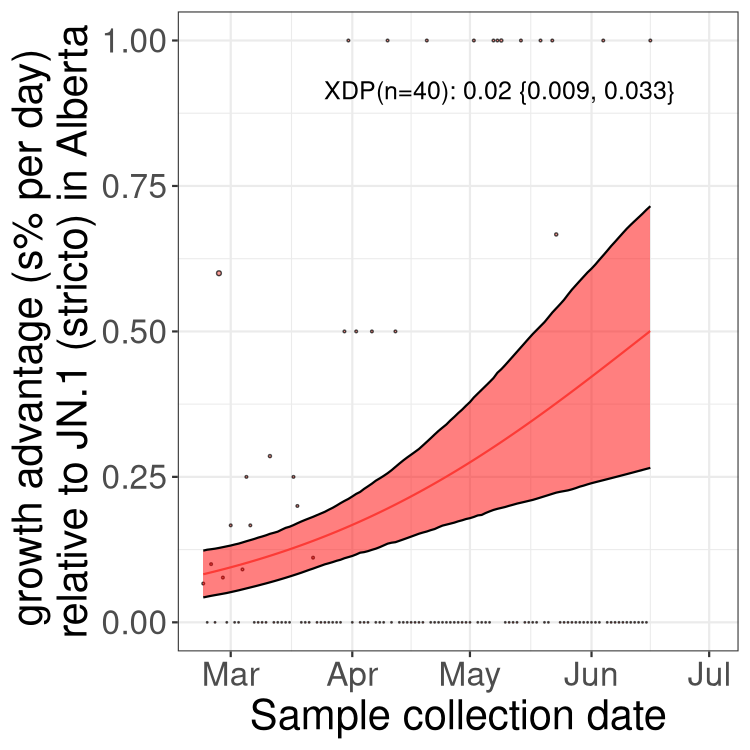 growth advantage (s% per day)
relative to JN.1 (stricto) in Alberta
1.00
0.75
0.50
0.25
0.00
XDP(n=40): 0.02 {0.009, 0.033}
Mar Apr May Jun Jul
Sample collection date